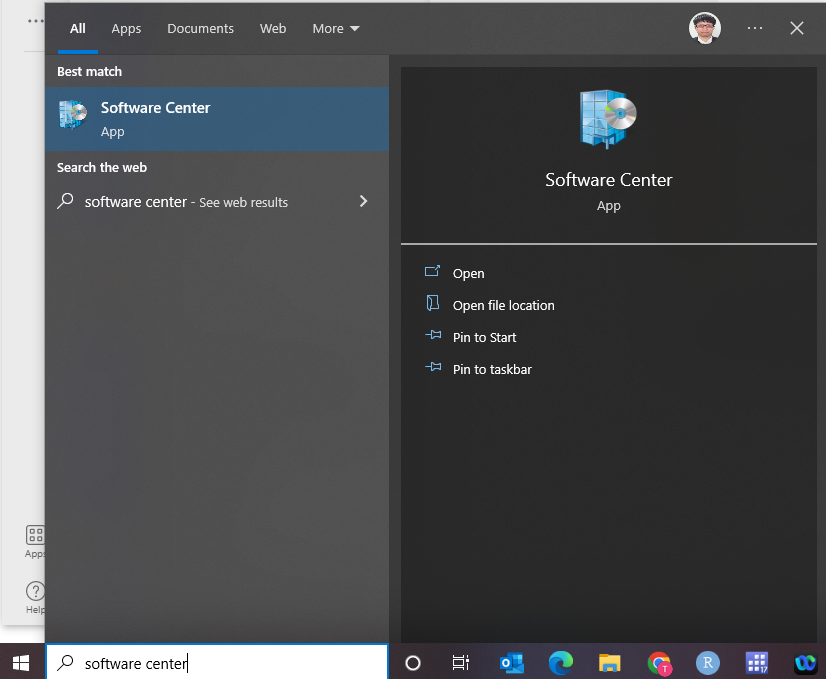 All Apps Documents Web More
Best match
Software Center
App
Search the web
software center - See web results
Software Center
App
Open
Open file location
Pin to Start
Pin to taskbar
Apps
Help
software center
T
R
17